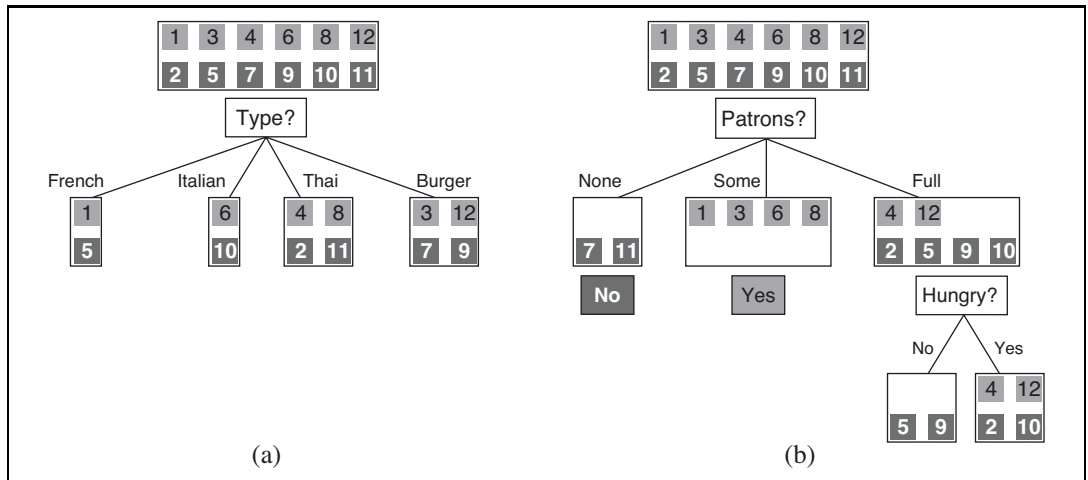 1 3 4 6 8 12
2 5 7 9 10 11
Type?
French Italian Thai Burger
1 6 4 8 3 12
5 10 2 11 7 9
(a)
1 3 4 6 8 12
2 5 7 9 10 11
Patrons?
None Some Full
1 3 6 8 4 12
7 11 2 5 9 10
No Yes Hungry?
No Yes
4 12
5 9 2 10
(b)